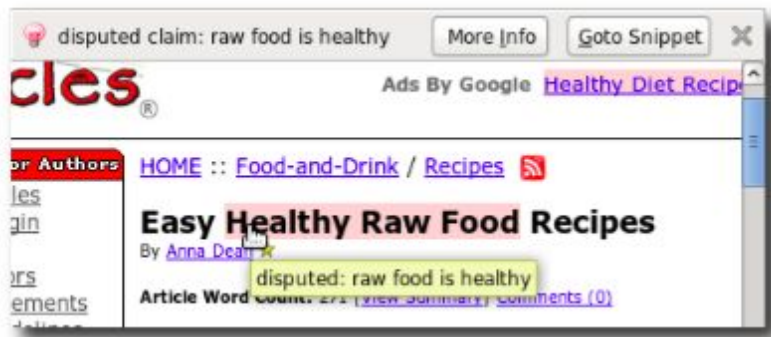 disputed claim: raw food is healthy More Info Goto Snippet
cles®
Ads By Google Healthy Diet Recip
or Authors
HOME :: Food-and-Drink / Recipes
les
gin
Easy Healthy Raw Food Recipes
By Anna Dean
disputed: raw food is healthy
ors
ements
Article Word Count: 271 [View Summary] Comments (0)